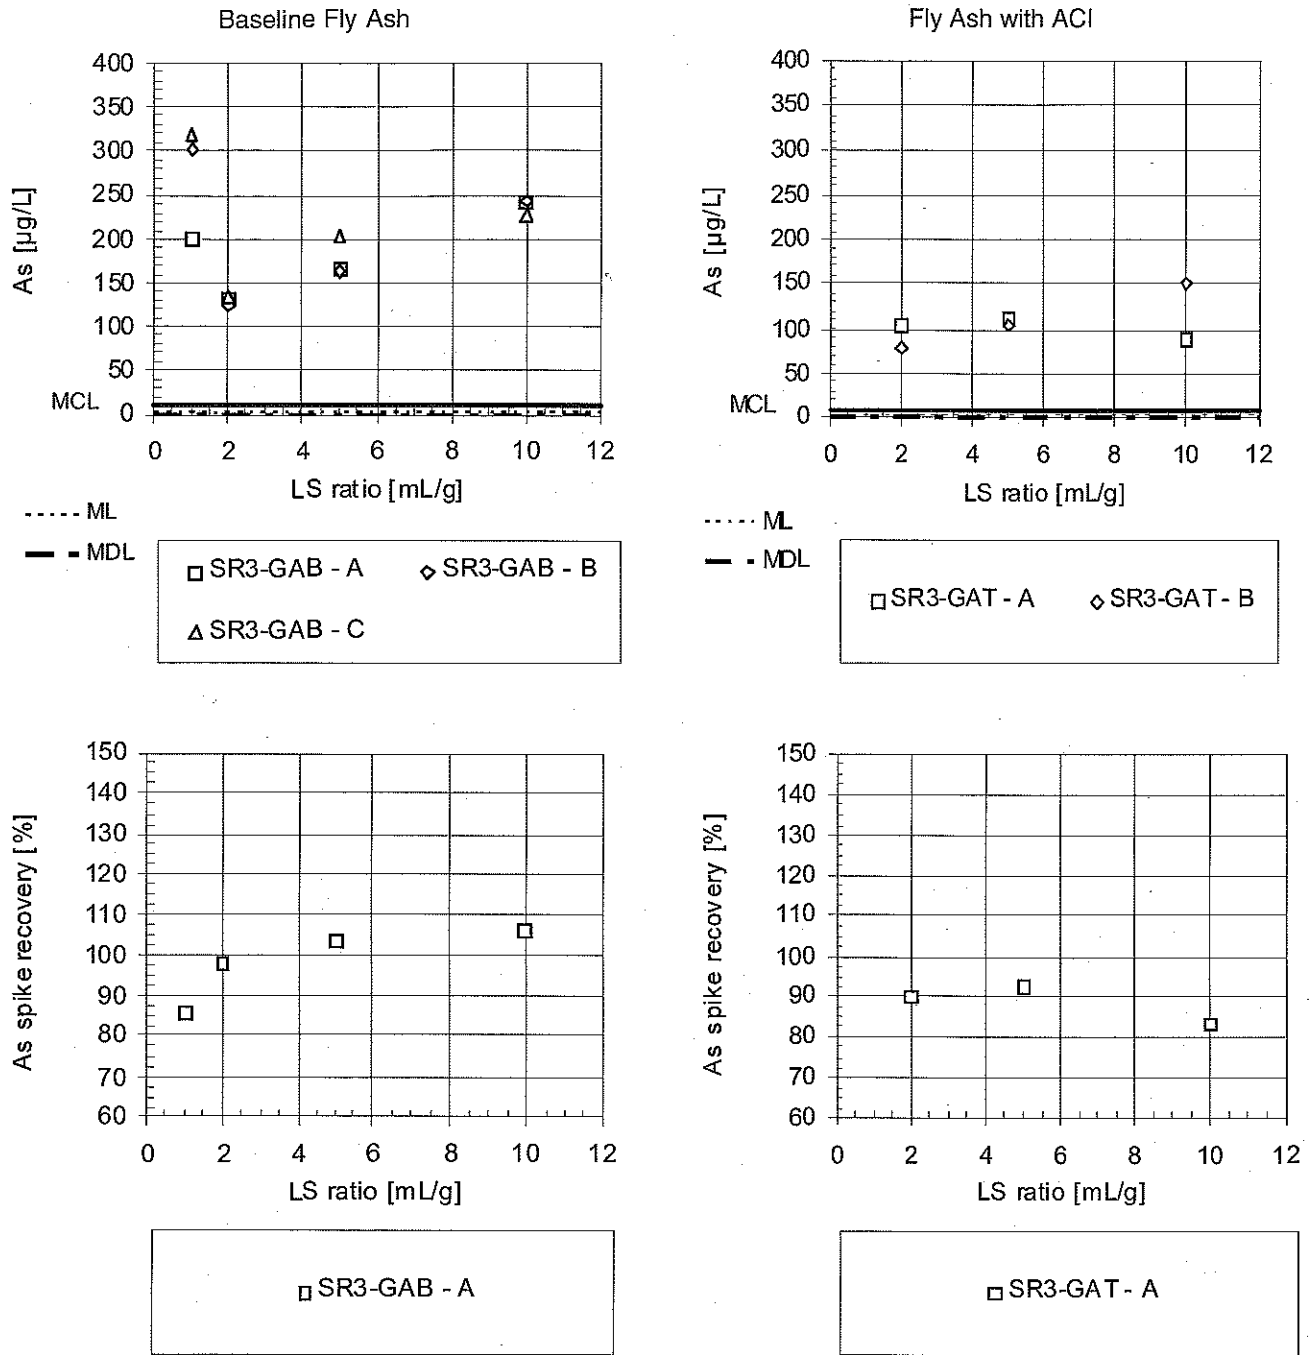 Baseline Fly Ash
400
350
300
250
200
150
100
50
0
As [µg/L]
MCL
0 2 4 6 8 10 12
LS ratio [mL/g]
ML
MDL
SR3-GAB - A SR3-GAB - B
SR3-GAB - C
Fly Ash with ACI
400
350
300
250
200
150
100
50
0
As [µg/L]
MCL
0 2 4 6 8 10 12
LS ratio [mL/g]
ML
MDL
SR3-GAT - A SR3-GAT - B
150
140
130
120
110
100
90
80
70
60
As spike recovery [%]
0 2 4 6 8 10 12
LS ratio [mL/g]
SR3-GAB - A
150
140
130
120
110
100
90
80
70
60
As spike recovery [%]
0 2 4 6 8 10 12
LS ratio [mL/g]
SR3-GAT - A